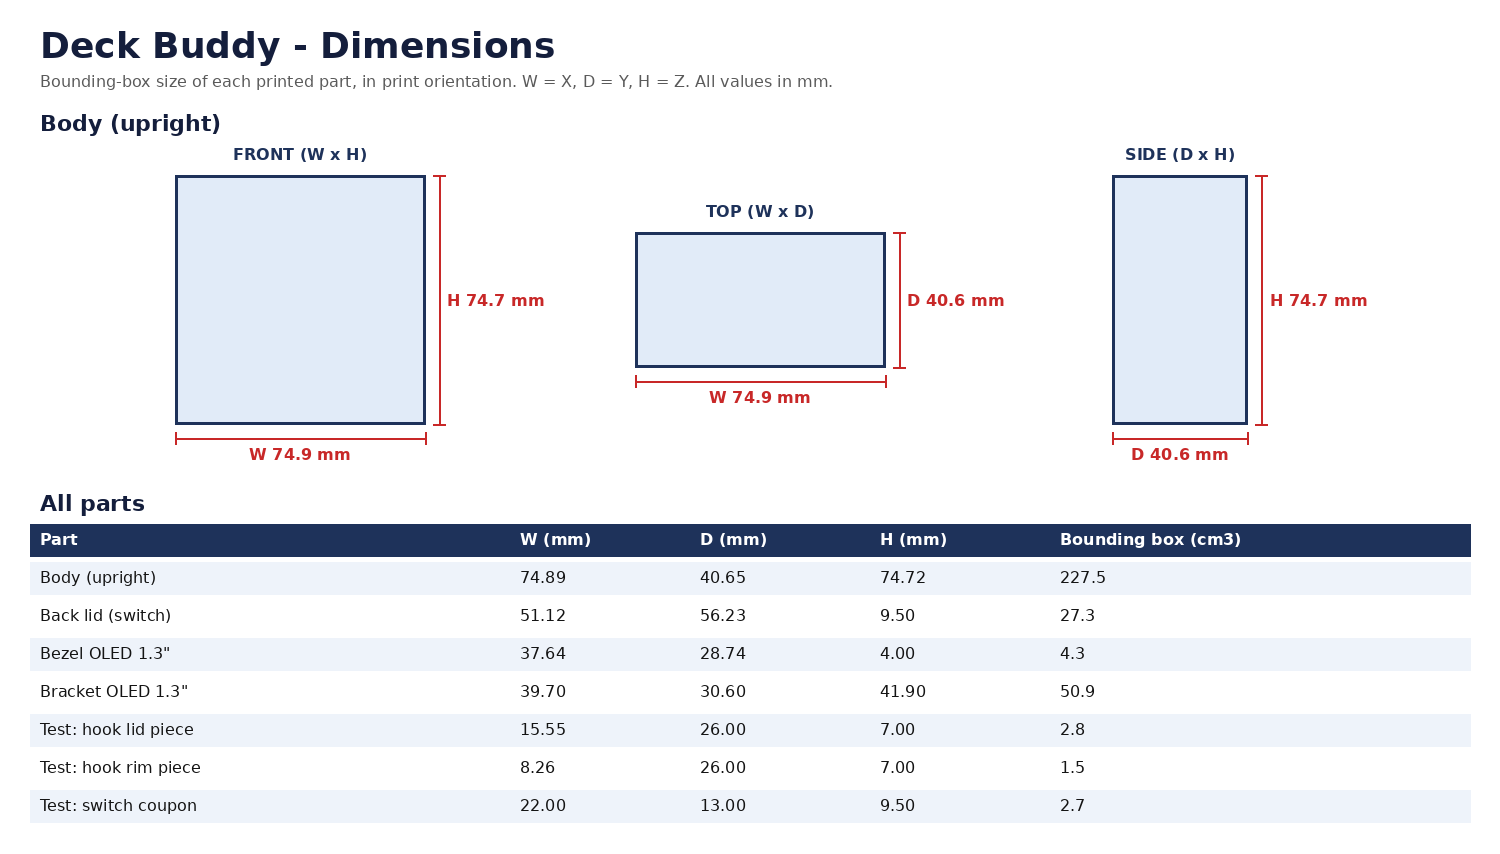 Deck Buddy - Dimensions
Bounding-box size of each printed part, in print orientation. W = X, D = Y, H = Z. All values in mm.
Body (upright)
FRONT (W x H)
H 74.7 mm
W 74.9 mm
TOP (W x D)
D 40.6 mm
W 74.9 mm
SIDE (D x H)
H 74.7 mm
D 40.6 mm
All parts
Part W (mm) D (mm) H (mm) Bounding box (cm3)
Body (upright) 74.89 40.65 74.72 227.5
Back lid (switch) 51.12 56.23 9.50 27.3
Bezel OLED 1.3" 37.64 28.74 4.00 4.3
Bracket OLED 1.3" 39.70 30.60 41.90 50.9
Test: hook lid piece 15.55 26.00 7.00 2.8
Test: hook rim piece 8.26 26.00 7.00 1.5
Test: switch coupon 22.00 13.00 9.50 2.7